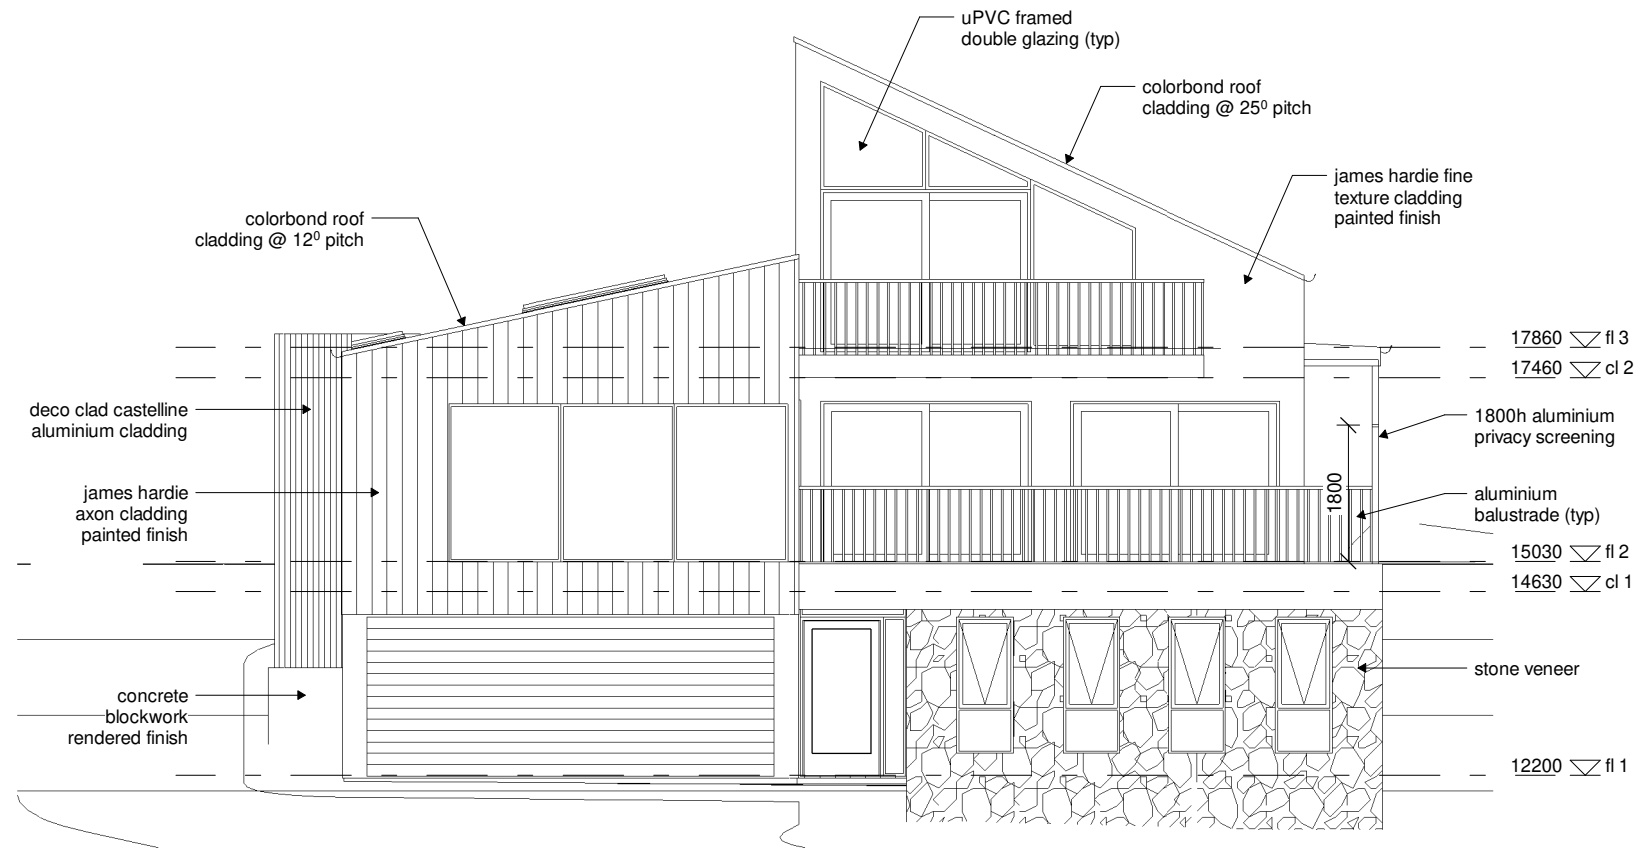 uPVC framed
double glazing (typ)
colorbond roof
cladding @ 25⁰ pitch
james hardie fine
texture cladding
painted finish
colorbond roof
cladding @ 12⁰ pitch
17860 fl 3
17460 cl 2
deco clad castelline
aluminium cladding
1800h aluminium
privacy screening
james hardie
axon cladding
painted finish
1800
aluminium
balustrade (typ)
15030 fl 2
14630 cl 1
stone veneer
concrete
blockwork
rendered finish
12200 fl 1